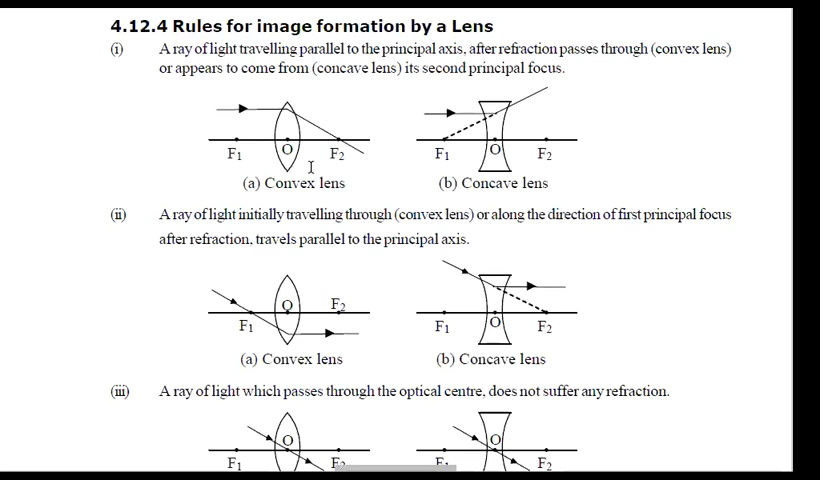 4.12.4 Rules for image formation by a Lens
(i) A ray of light travelling parallel to the principal axis, after refraction passes through (convex lens)
or appears to come from (concave lens) its second principal focus.
F1 O F2 F1 O F2
(a) Convex lens (b) Concave lens
(ii) A ray of light initially travelling through (convex lens) or along the direction of first principal focus
after refraction, travels parallel to the principal axis.
F1 O F2 F1 O F2
(a) Convex lens (b) Concave lens
(iii) A ray of light which passes through the optical centre, does not suffer any refraction.
F1 O F2 F1 O F2